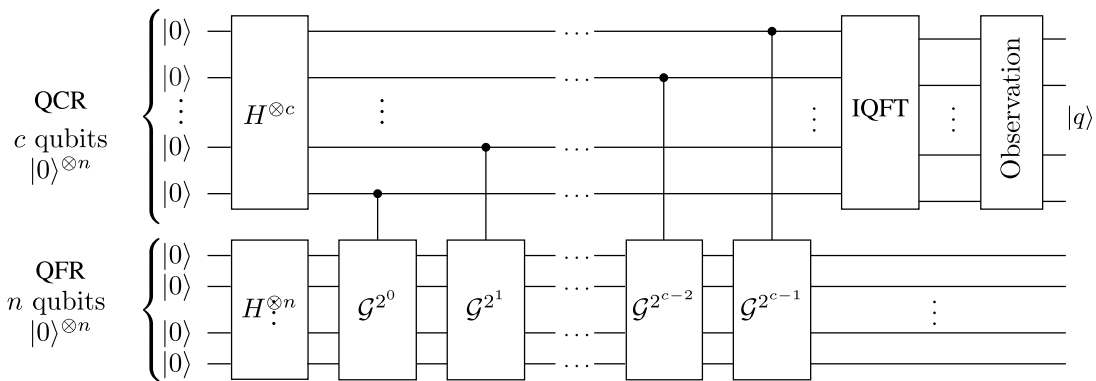 QCR
c qubits
|0⟩^{⊗n}
|0⟩
|0⟩
⋮
|0⟩
|0⟩
H^{⊗c}
⋮
...
...
...
...
⋮
IQFT
⋮
Observation
|q⟩
QFR
n qubits
|0⟩^{⊗n}
|0⟩
|0⟩
|0⟩
|0⟩
H^{⊗n}
⋮
𝒢^{2^0}
𝒢^{2^1}
...
...
...
...
𝒢^{2^{c−2}}
𝒢^{2^{c−1}}
⋮